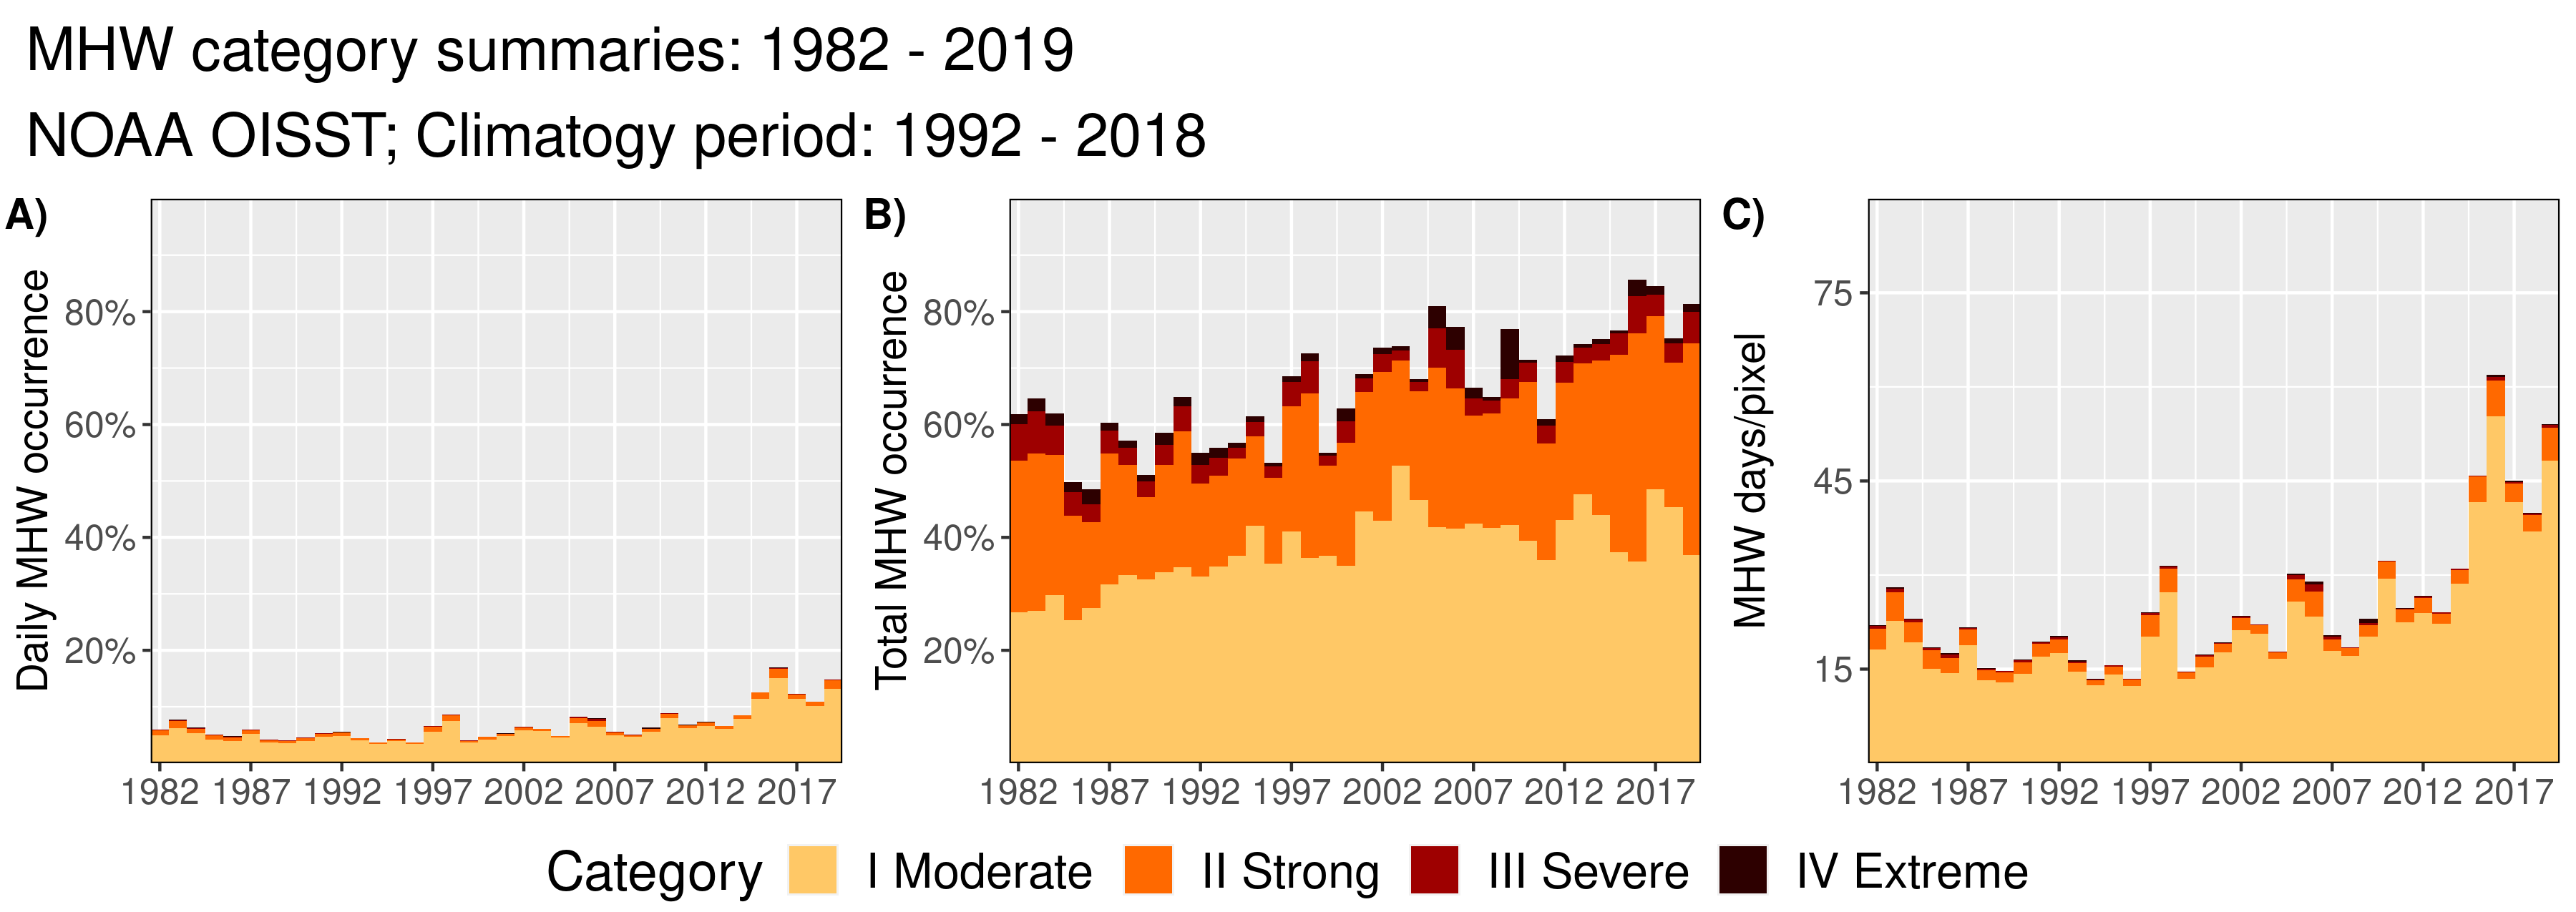 MHW category summaries: 1982 - 2019
NOAA OISST; Climatogy period: 1992 - 2018
A)
Daily MHW occurrence
80%
60%
40%
20%
1982 1987 1992 1997 2002 2007 2012 2017
B)
Total MHW occurrence
80%
60%
40%
20%
1982 1987 1992 1997 2002 2007 2012 2017
C)
MHW days/pixel
75
45
15
1982 1987 1992 1997 2002 2007 2012 2017
Category I Moderate II Strong III Severe IV Extreme